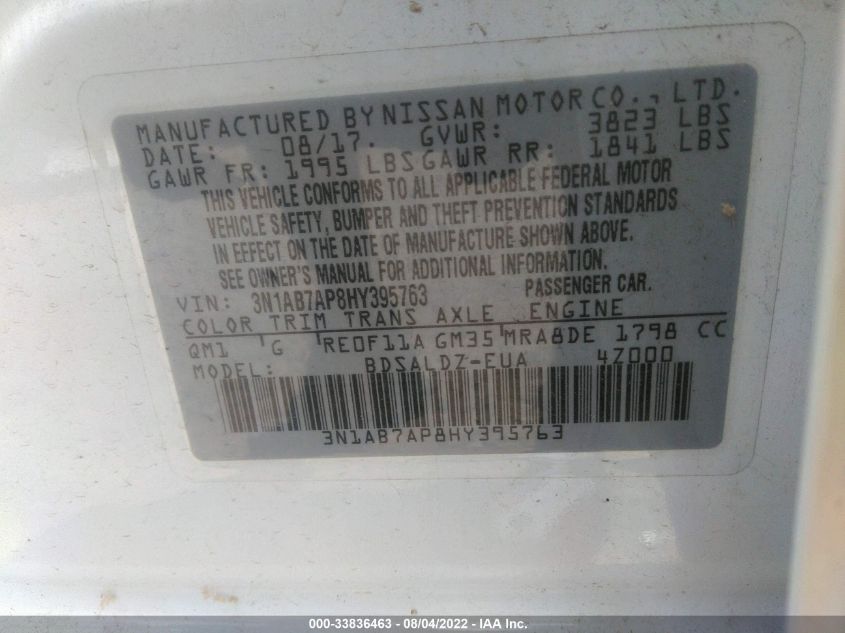 MANUFACTURED BY NISSAN MOTOR CO., LTD.
DATE: 08/17. GVWR: 3823 LBS
GAWR FR: 1995 LBS GAWR RR: 1841 LBS
THIS VEHICLE CONFORMS TO ALL APPLICABLE FEDERAL MOTOR
VEHICLE SAFETY, BUMPER AND THEFT PREVENTION STANDARDS
IN EFFECT ON THE DATE OF MANUFACTURE SHOWN ABOVE.
SEE OWNER'S MANUAL FOR ADDITIONAL INFORMATION.
VIN: 3N1AB7AP8HY395763 PASSENGER CAR.
COLOR TRIM TRANS AXLE ENGINE
QM1 G RE0F11A GM35 MRA8DE 1798 CC
MODEL: BDSALDZ-EUA 4Z000
3N1AB7AP8HY395763
000-33836463 - 08/04/2022 - IAA Inc.